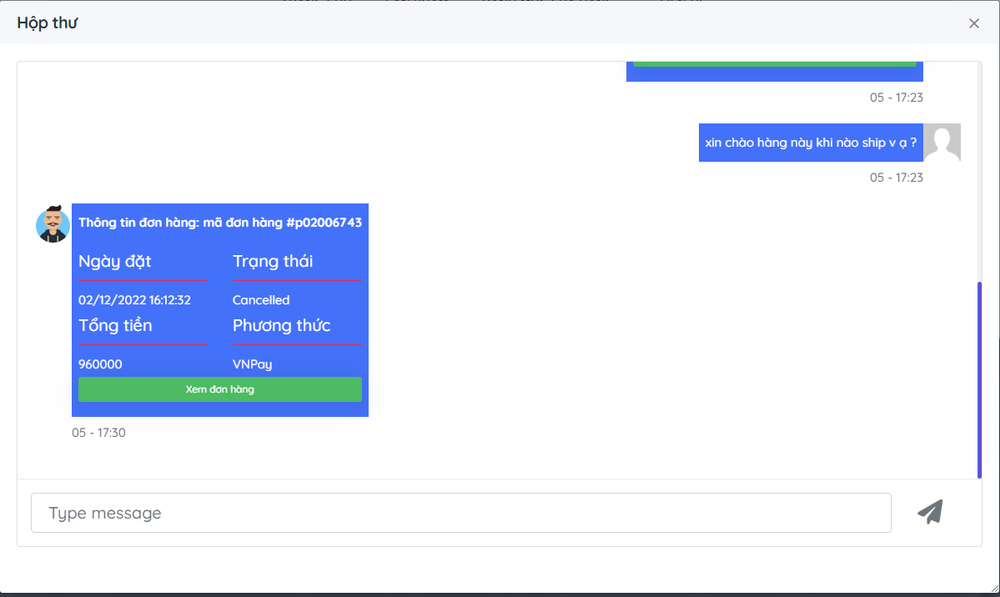 Hộp thư
05 - 17:23
xin chào hàng này khi nào ship v ạ ?
05 - 17:23
Thông tin đơn hàng: mã đơn hàng #p02006743
Ngày đặt Trạng thái
02/12/2022 16:12:32 Cancelled
Tổng tiền Phương thức
960000 VNPay
Xem đơn hàng
05 - 17:30
Type message